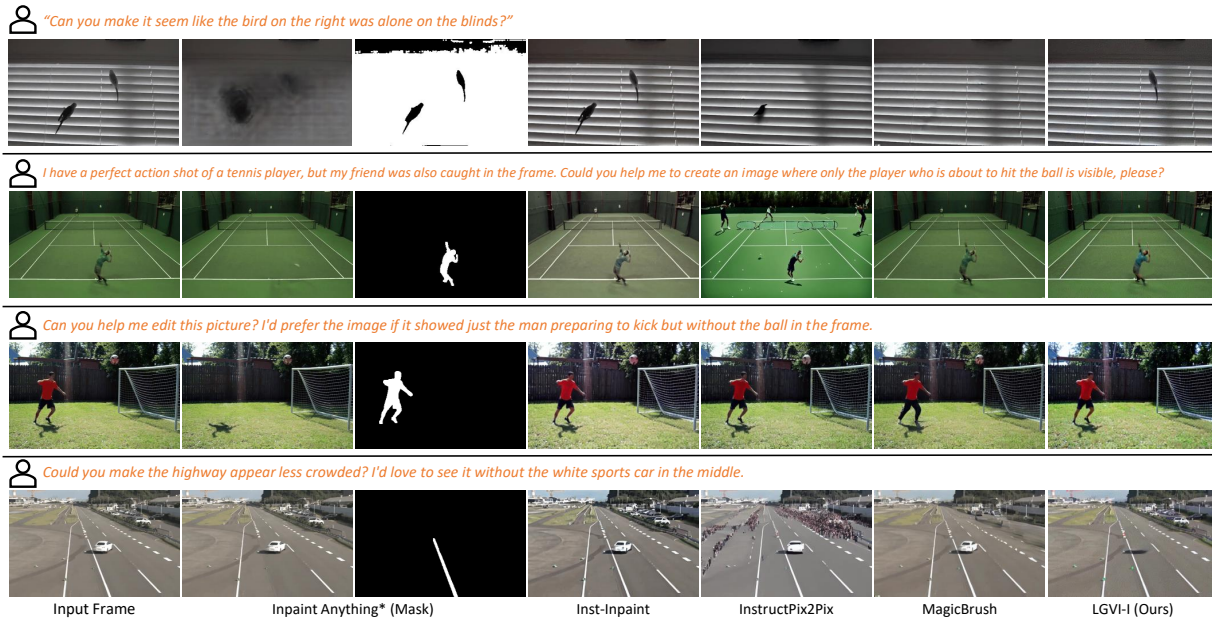 “Can you make it seem like the bird on the right was alone on the blinds?”
I have a perfect action shot of a tennis player, but my friend was also caught in the frame. Could you help me to create an image where only the player who is about to hit the ball is visible, please?
Can you help me edit this picture? I'd prefer the image if it showed just the man preparing to kick but without the ball in the frame.
Could you make the highway appear less crowded? I'd love to see it without the white sports car in the middle.
Input Frame Inpaint Anything* (Mask) Inst-Inpaint InstructPix2Pix MagicBrush LGVI-I (Ours)